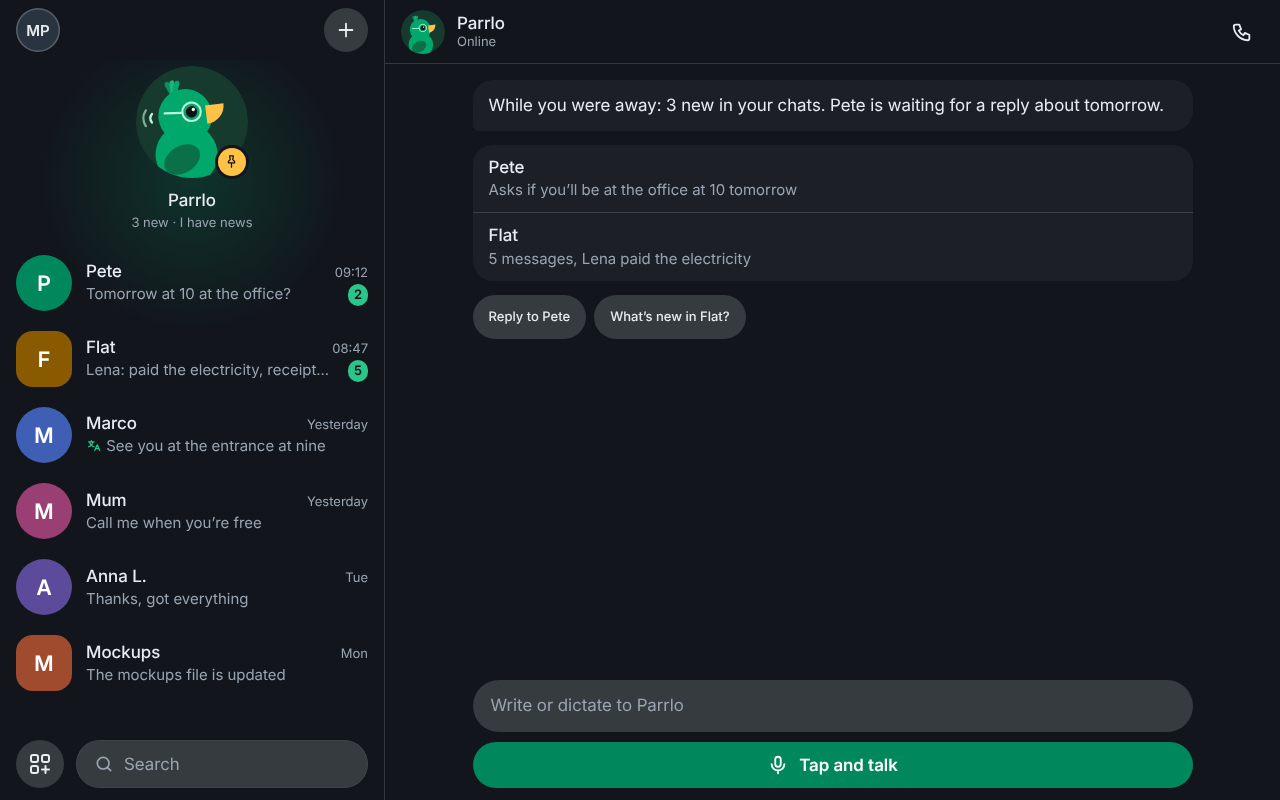 MP
Parrlo
3 new · I have news
P
Pete
09:12
Tomorrow at 10 at the office?
2
F
Flat
08:47
Lena: paid the electricity, receipt...
5
M
Marco
Yesterday
See you at the entrance at nine
M
Mum
Yesterday
Call me when you’re free
A
Anna L.
Tue
Thanks, got everything
M
Mockups
Mon
The mockups file is updated
Search
Parrlo
Online
While you were away: 3 new in your chats. Pete is waiting for a reply about tomorrow.
Pete
Asks if you’ll be at the office at 10 tomorrow
Flat
5 messages, Lena paid the electricity
Reply to Pete
What’s new in Flat?
Write or dictate to Parrlo
Tap and talk